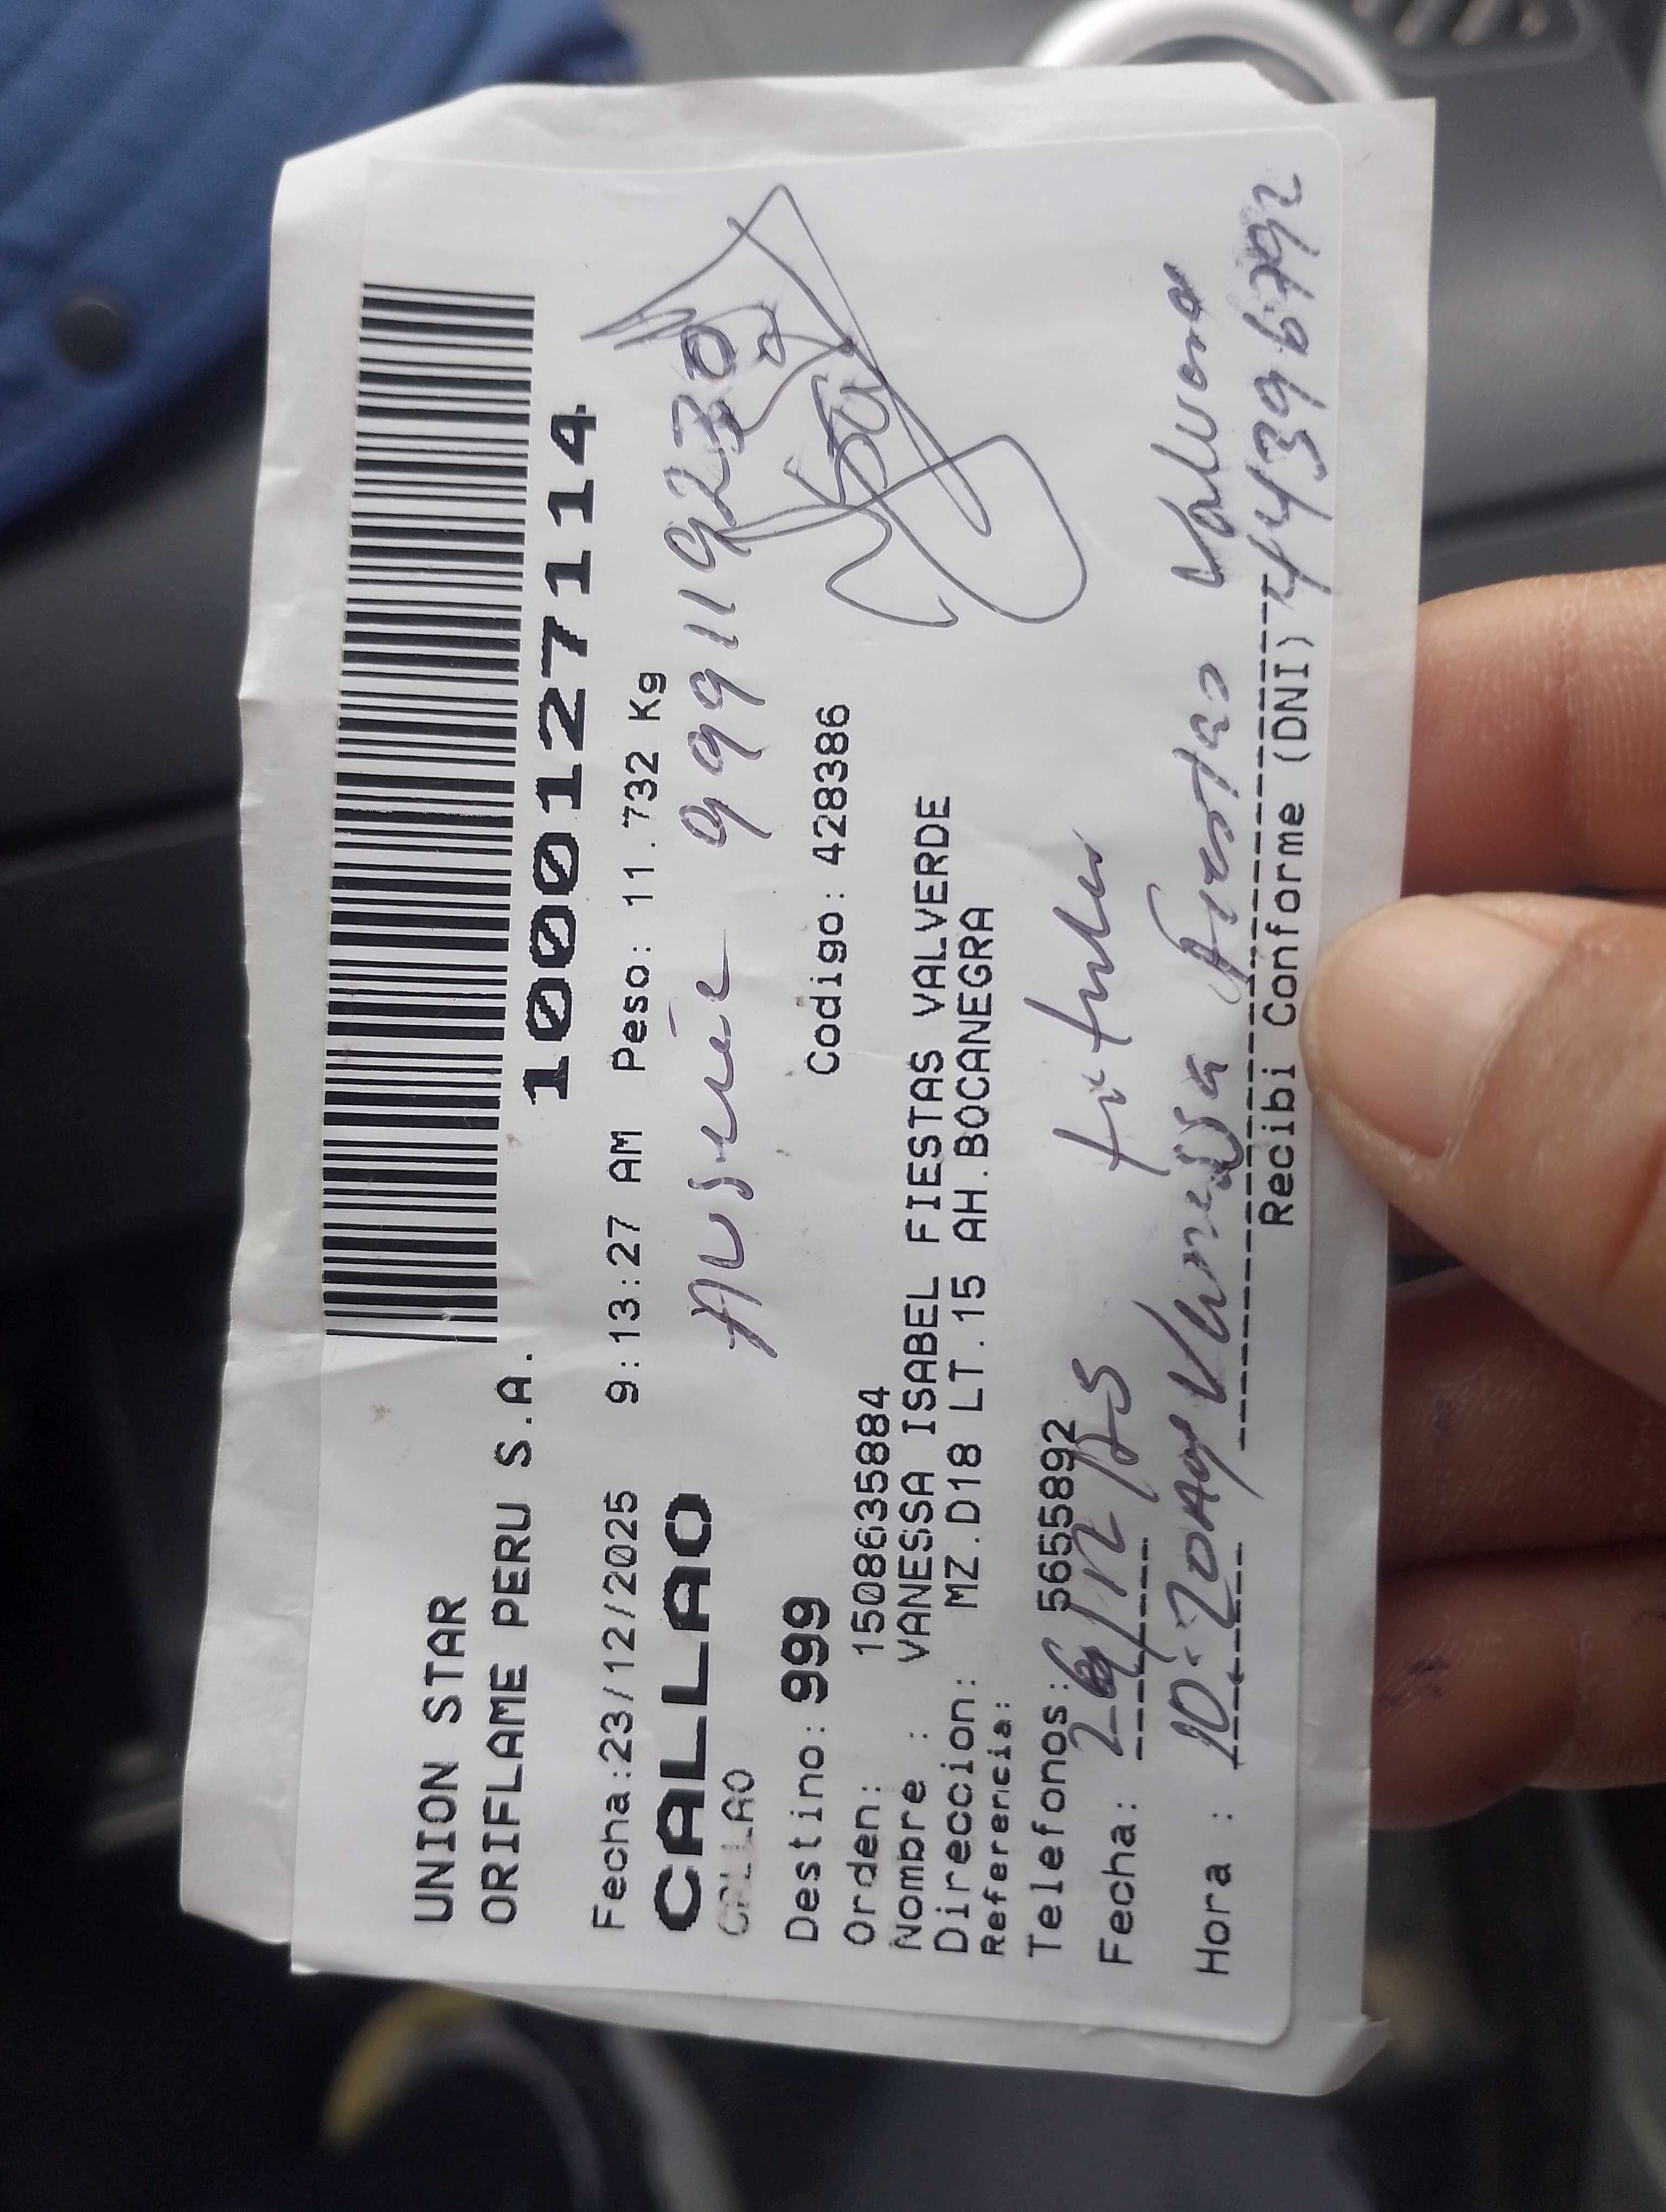 UNION STAR
ORIFLAME PERU S.A.
1000127114
Fecha:23/12/2025 9:13:27 AM Peso: 11.732 Kg
CALLAO
CALLAO
999119230
Destino: 999 Codigo: 428386
Orden: 1508635884
Nombre : VANESSA ISABEL FIESTAS VALVERDE
Direccion: MZ.D18 LT.15 AH.BOCANEGRA
Referencia:
Telefonos: 5655892
titular
Fecha: 26/12/25
Hora : 10:20 Vanessa Fiestas Valverde
Recibi Conforme (DNI)